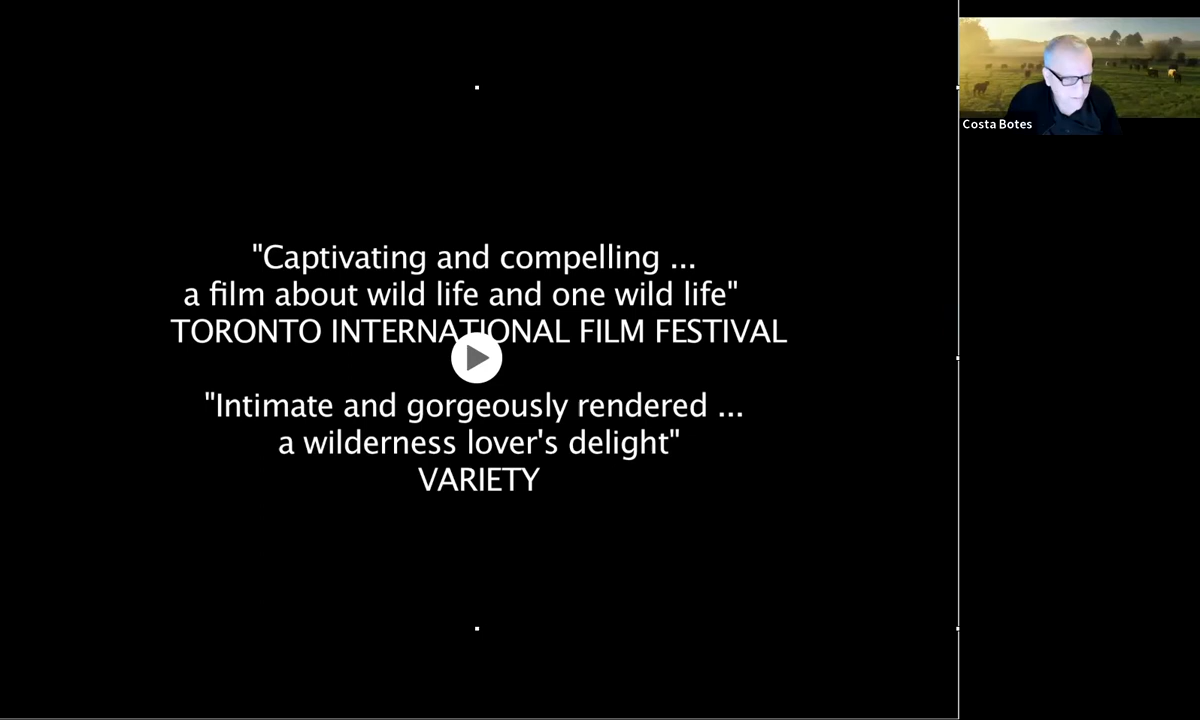 "Captivating and compelling ...
a film about wild life and one wild life"
TORONTO INTERNATIONAL FILM FESTIVAL
"Intimate and gorgeously rendered ...
a wilderness lover's delight"
VARIETY
Costa Botes